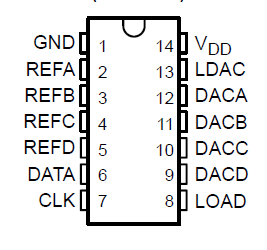 GND 1 14 VDD
REFA 2 13 LDAC
REFB 3 12 DACA
REFC 4 11 DACB
REFD 5 10 DACC
DATA 6 9 DACD
CLK 7 8 LOAD